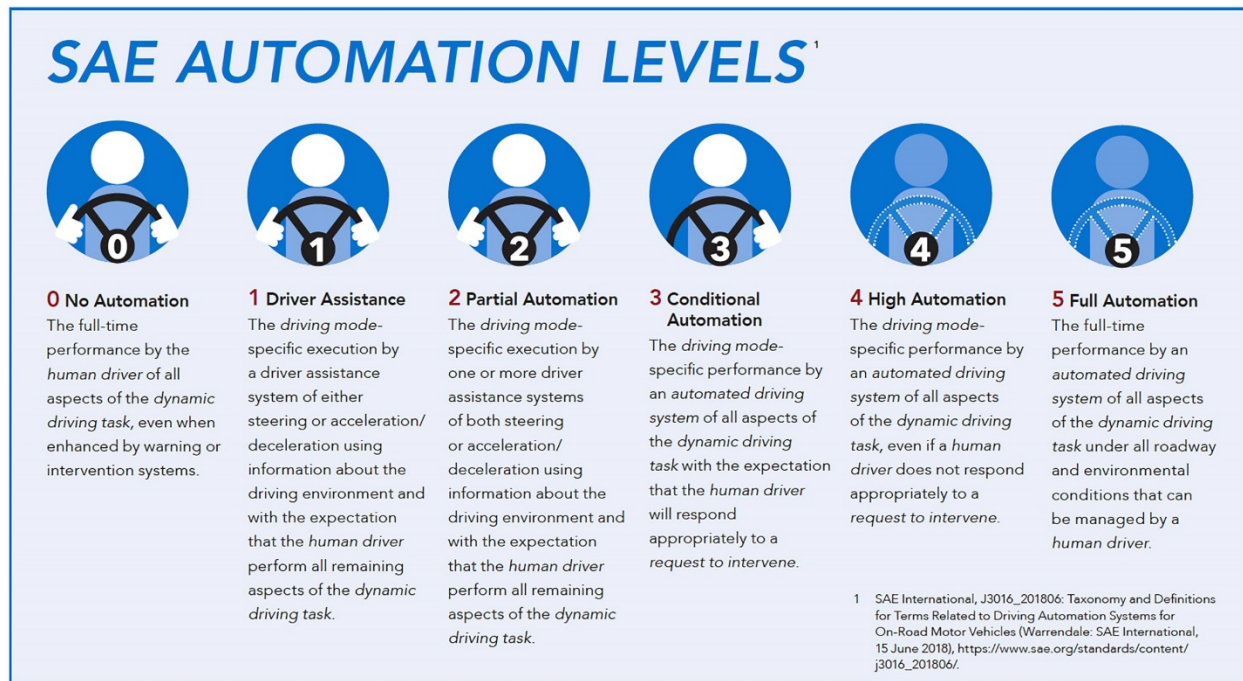 SAE AUTOMATION LEVELS 1
0
1
2
3
4
5
0 No Automation
The full-time
performance by the
human driver of all
aspects of the dynamic
driving task, even when
enhanced by warning or
intervention systems.
1 Driver Assistance
The driving mode-
specific execution by
a driver assistance
system of either
steering or acceleration/
deceleration using
information about the
driving environment and
with the expectation
that the human driver
perform all remaining
aspects of the dynamic
driving task.
2 Partial Automation
The driving mode-
specific execution by
one or more driver
assistance systems
of both steering
or acceleration/
deceleration using
information about the
driving environment and
with the expectation
that the human driver
perform all remaining
aspects of the dynamic
driving task.
3 Conditional
Automation
The driving mode-
specific performance by
an automated driving
system of all aspects of
the dynamic driving
task with the expectation
that the human driver
will respond
appropriately to a
request to intervene.
4 High Automation
The driving mode-
specific performance by
an automated driving
system of all aspects
of the dynamic driving
task, even if a human
driver does not respond
appropriately to a
request to intervene.
5 Full Automation
The full-time
performance by an
automated driving
system of all aspects
of the dynamic driving
task under all roadway
and environmental
conditions that can
be managed by a
human driver.
1 SAE International, J3016_201806: Taxonomy and Definitions
for Terms Related to Driving Automation Systems for
On-Road Motor Vehicles (Warrendale: SAE International,
15 June 2018), https://www.sae.org/standards/content/
j3016_201806/.